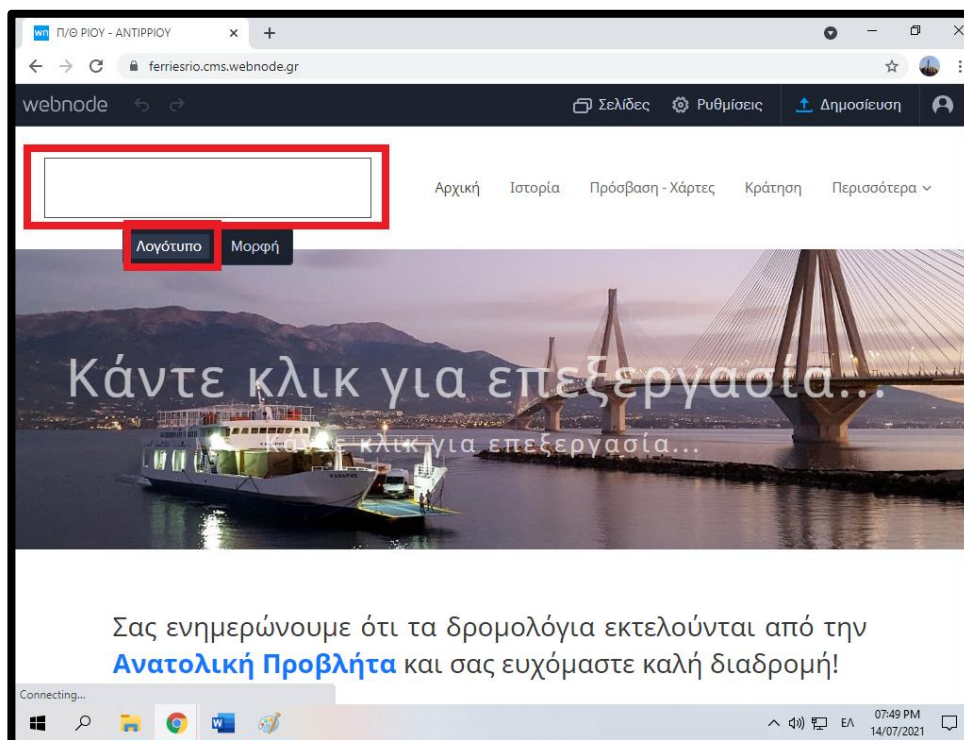 wn Π/Θ ΡΙΟΥ - ΑΝΤΙΡΡΙΟΥ
ferriesrio.cms.webnode.gr
webnode Σελίδες Ρυθμίσεις Δημοσίευση
Αρχική Ιστορία Πρόσβαση - Χάρτες Κράτηση Περισσότερα
Λογότυπο Μορφή
Κάντε κλικ για επεξεργασία...
Κάντε κλικ για επεξεργασία...
ΚΑΝΑΡΗΣ
Σας ενημερώνουμε ότι τα δρομολόγια εκτελούνται από την
Ανατολική Προβλήτα και σας ευχόμαστε καλή διαδρομή!
Connecting...
W ΕΛ 07:49 PM
14/07/2021